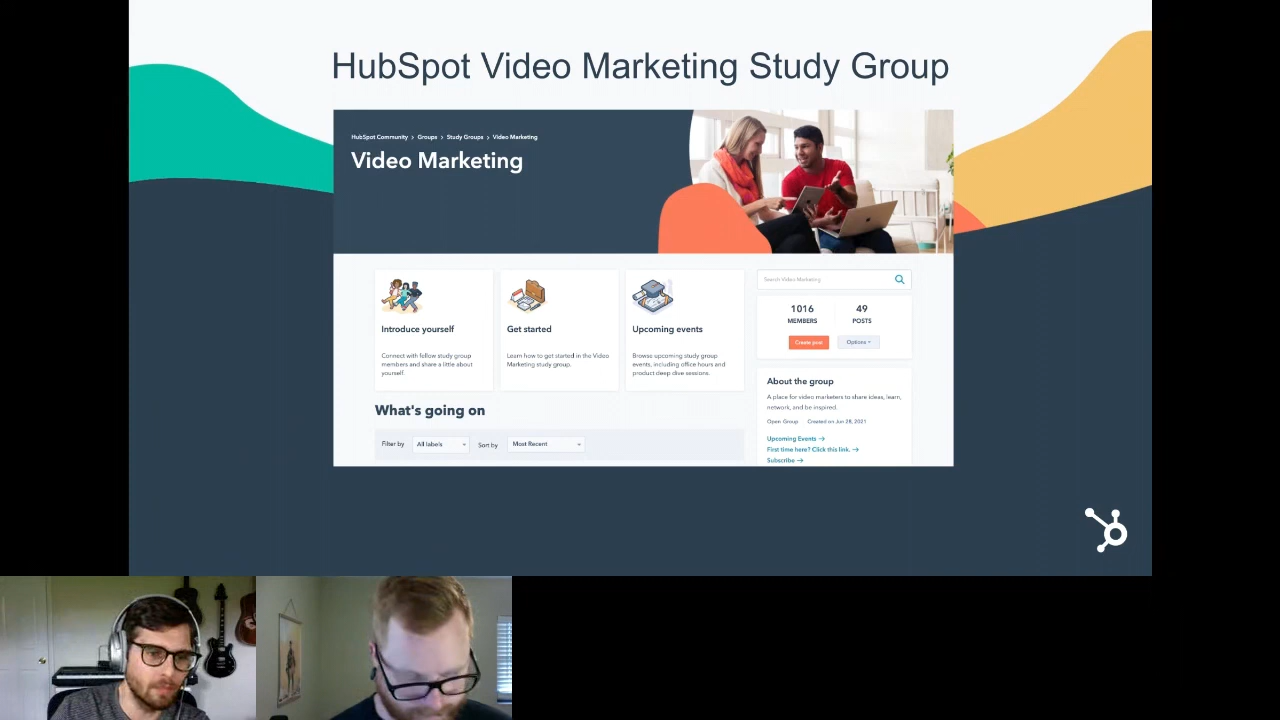 HubSpot Video Marketing Study Group
HubSpot Community > Groups > Study Groups > Video Marketing
Video Marketing
Introduce yourself
Connect with fellow study group
members and share a little about
yourself.
Get started
Learn how to get started in the Video
Marketing study group.
Upcoming events
Browse upcoming study group
events, including office hours and
product deep dive sessions.
What's going on
Filter by All labels Sort by Most Recent
Search Video Marketing
1016 49
MEMBERS POSTS
Create post Options
About the group
A place for video marketers to share ideas, learn,
network, and be inspired.
Open Group Created on Jun 28, 2021
Upcoming Events →
First time here? Click this link. →
Subscribe →